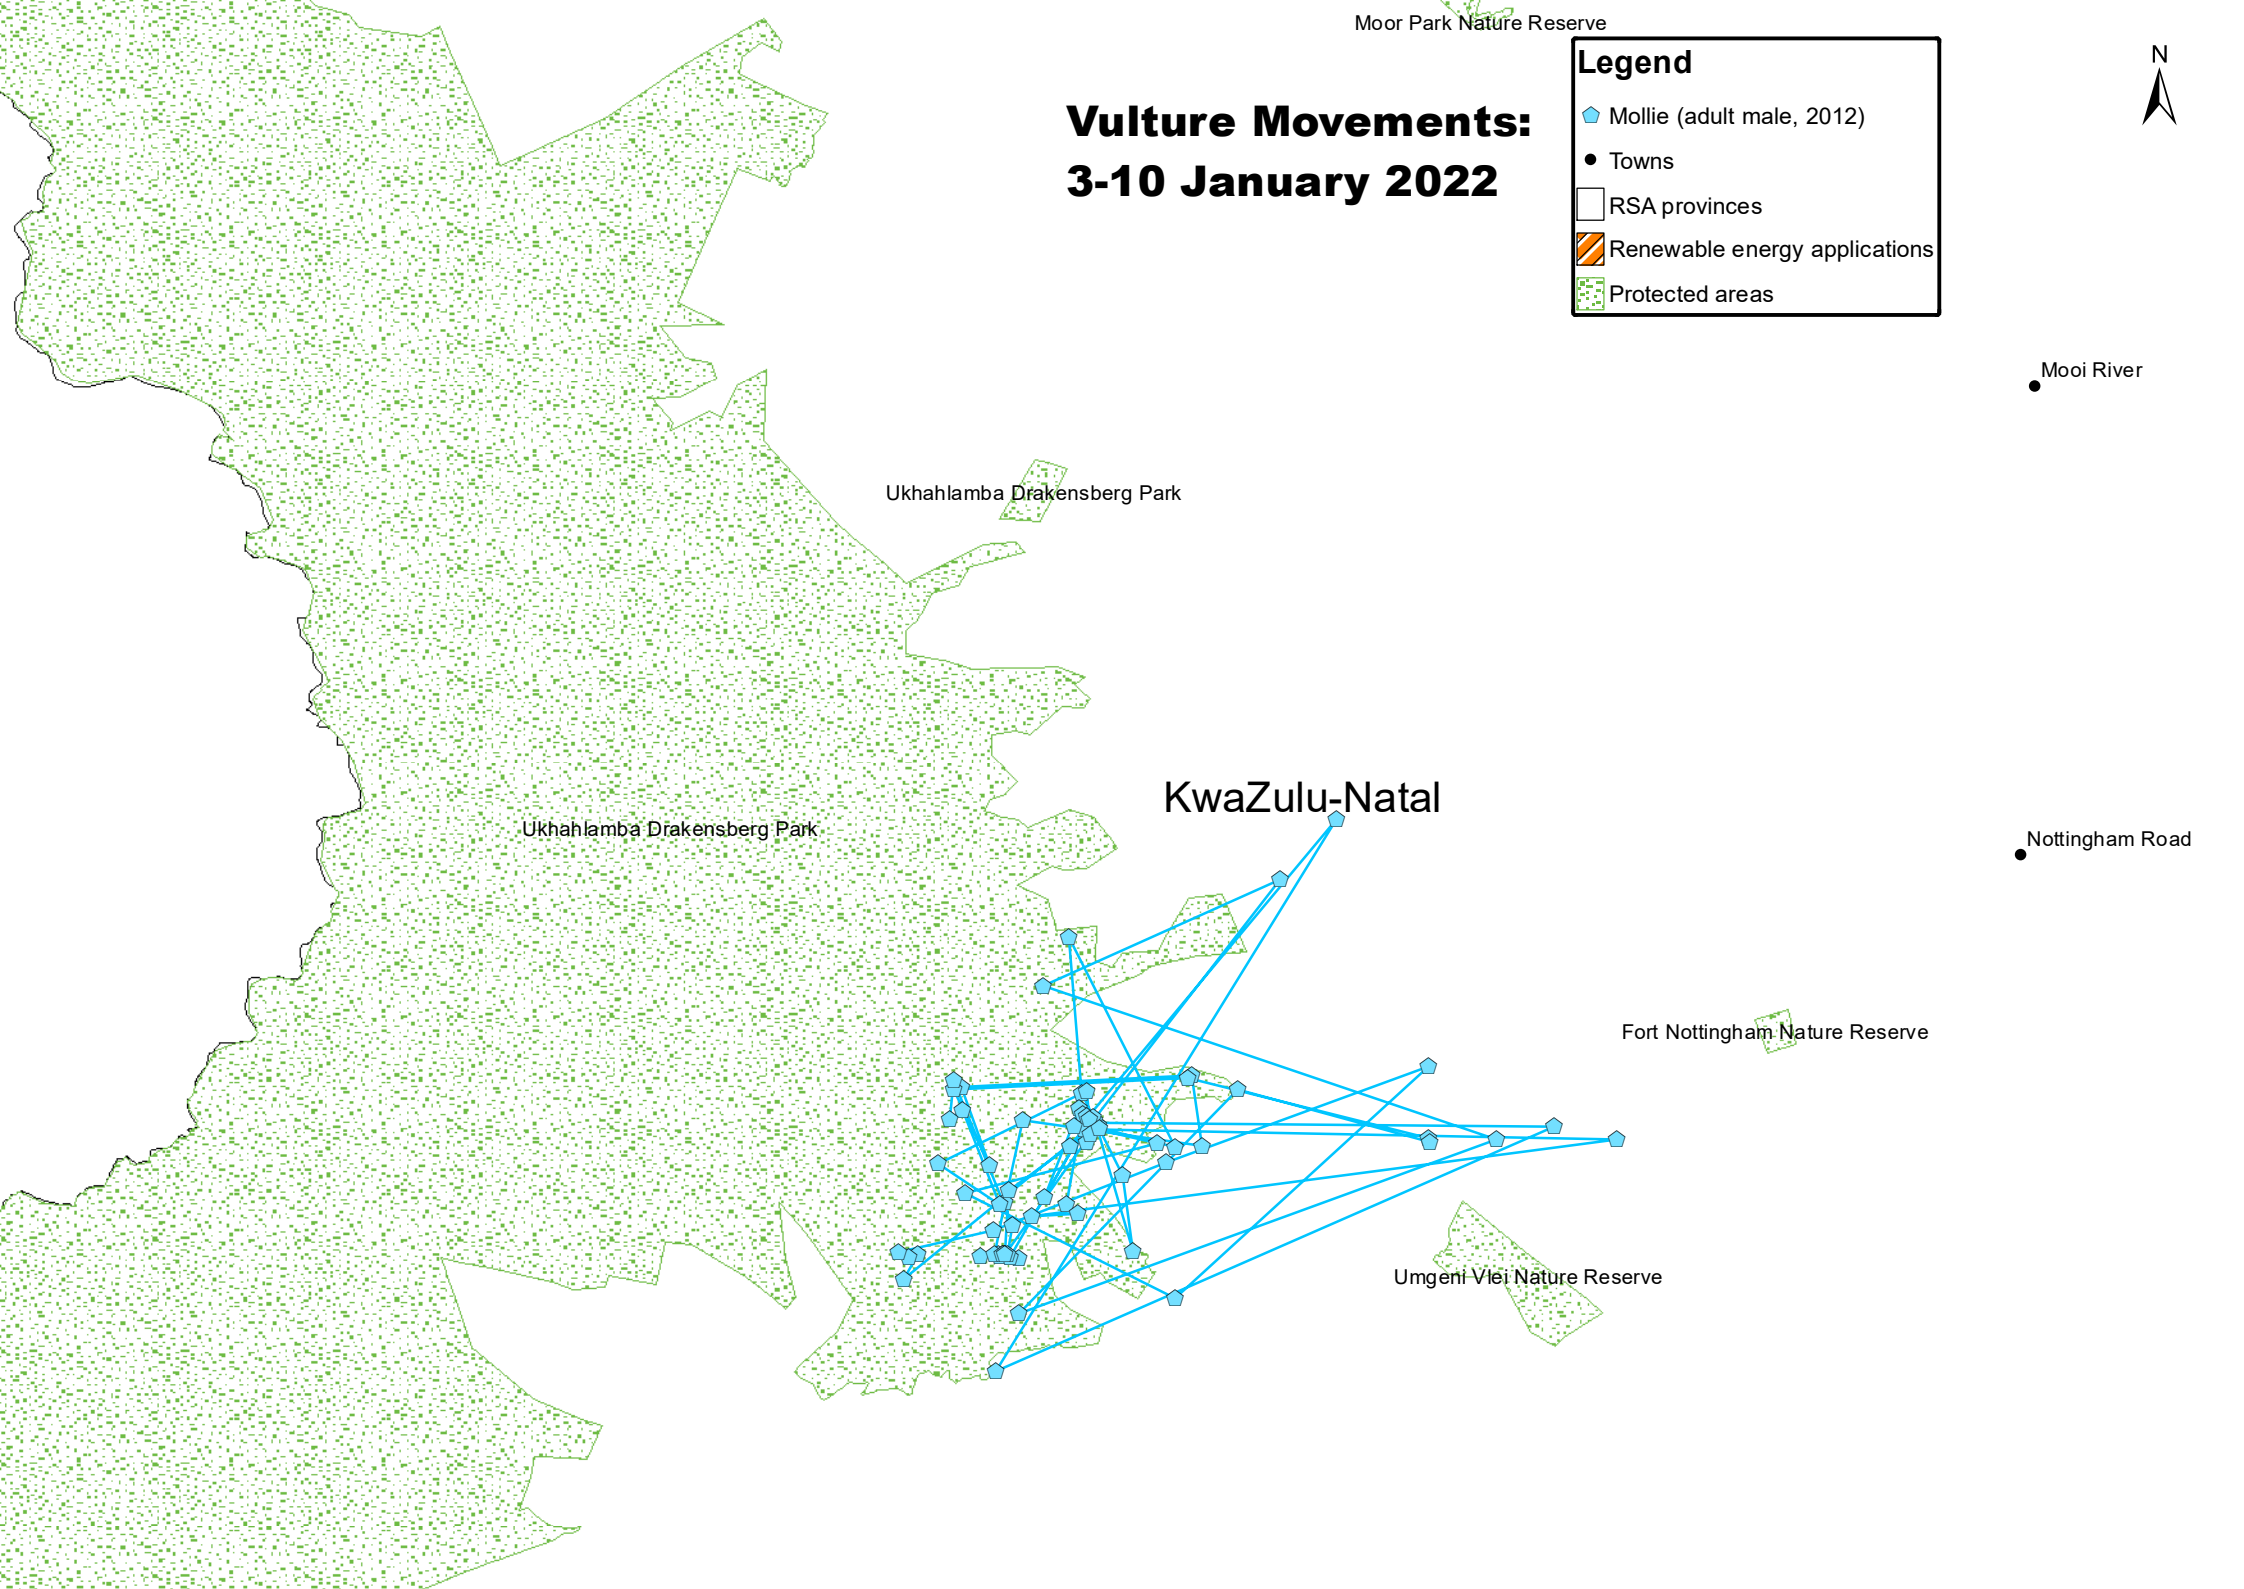 Moor Park Nature Reserve
Legend
Mollie (adult male, 2012)
Towns
RSA provinces
Renewable energy applications
Protected areas
N
Vulture Movements:
3-10 January 2022
Mooi River
Ukhahlamba Drakensberg Park
KwaZulu-Natal
Ukhahlamba Drakensberg Park
Nottingham Road
Fort Nottingham Nature Reserve
Umgeni Vlei Nature Reserve